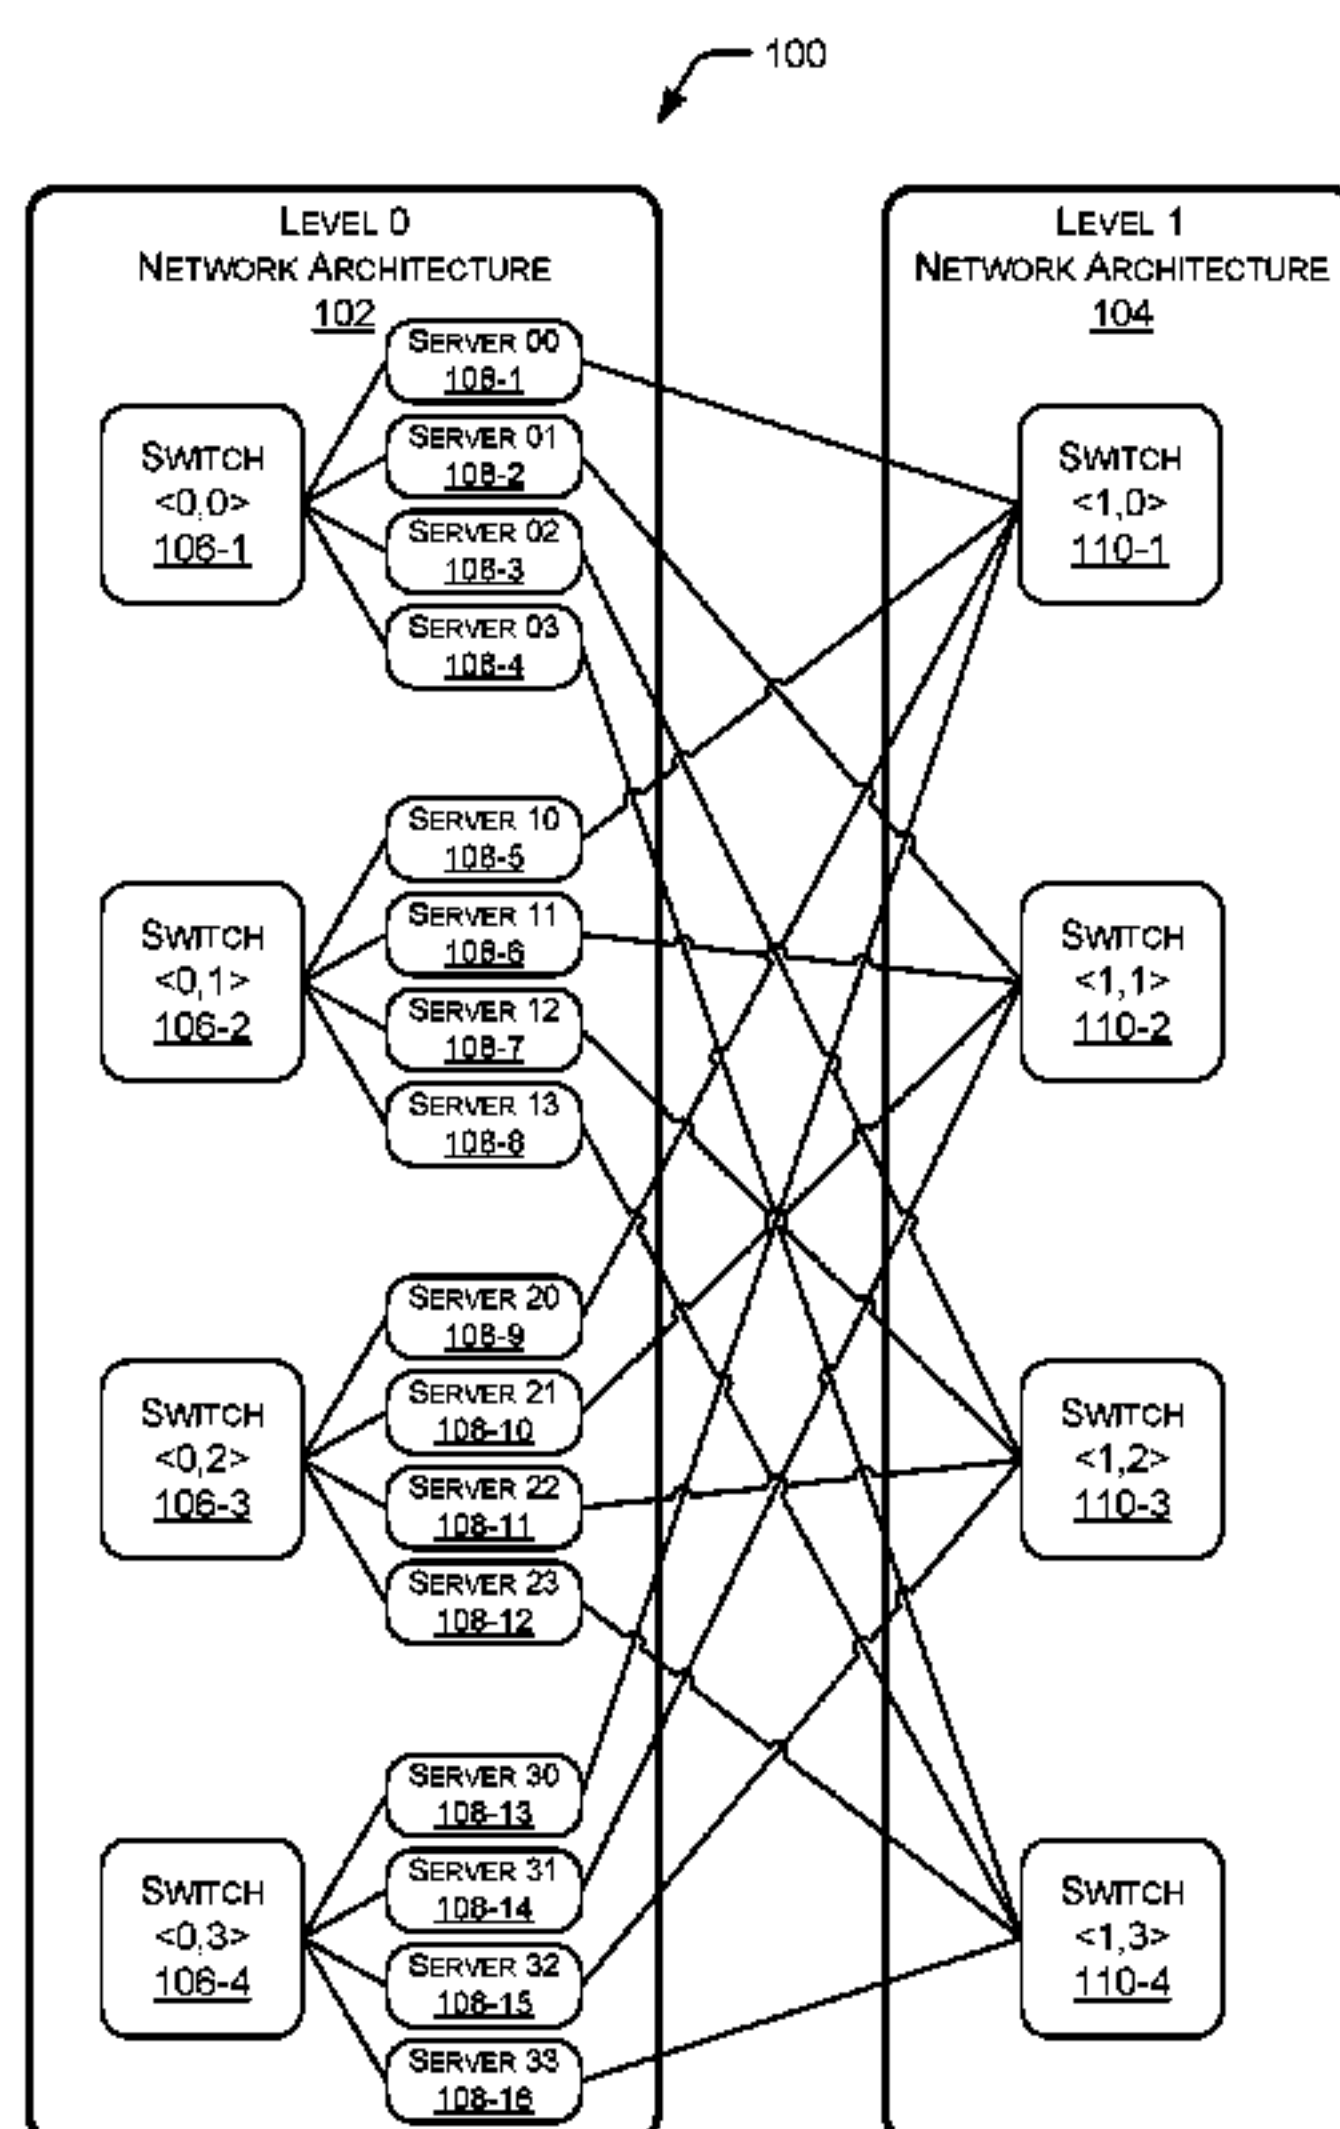 100
LEVEL 0
NETWORK ARCHITECTURE
102
LEVEL 1
NETWORK ARCHITECTURE
104
SWITCH
<0,0>
106-1
SERVER 00
108-1
SERVER 01
108-2
SERVER 02
108-3
SERVER 03
108-4
SWITCH
<1,0>
110-1
SWITCH
<0,1>
106-2
SERVER 10
108-5
SERVER 11
108-6
SERVER 12
108-7
SERVER 13
108-8
SWITCH
<1,1>
110-2
SWITCH
<0,2>
106-3
SERVER 20
108-9
SERVER 21
108-10
SERVER 22
108-11
SERVER 23
108-12
SWITCH
<1,2>
110-3
SWITCH
<0,3>
106-4
SERVER 30
108-13
SERVER 31
108-14
SERVER 32
108-15
SERVER 33
108-16
SWITCH
<1,3>
110-4